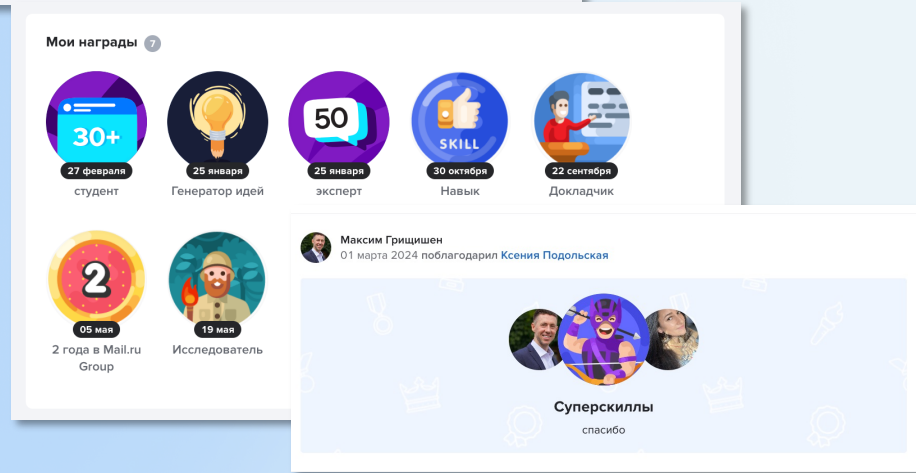 Мои награды 7
30+
50
SKILL
27 февраля
25 января
25 января
30 октября
22 сентября
студент
Генератор идей
эксперт
Навык
Докладчик
2
05 мая
19 мая
2 года в Mail.ru
Group
Исследователь
Максим Грищишен
01 марта 2024 поблагодарил Ксения Подольская
Суперскиллы
спасибо